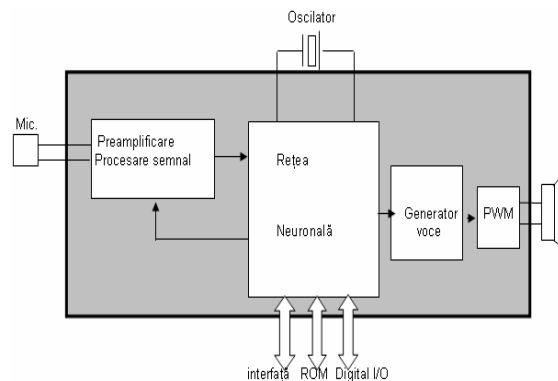 Oscilator
Mic.
Preamplificare
Procesare semnal
Rețea
Neuronală
Generator
voce
PWM
interfață ROM Digital I/O